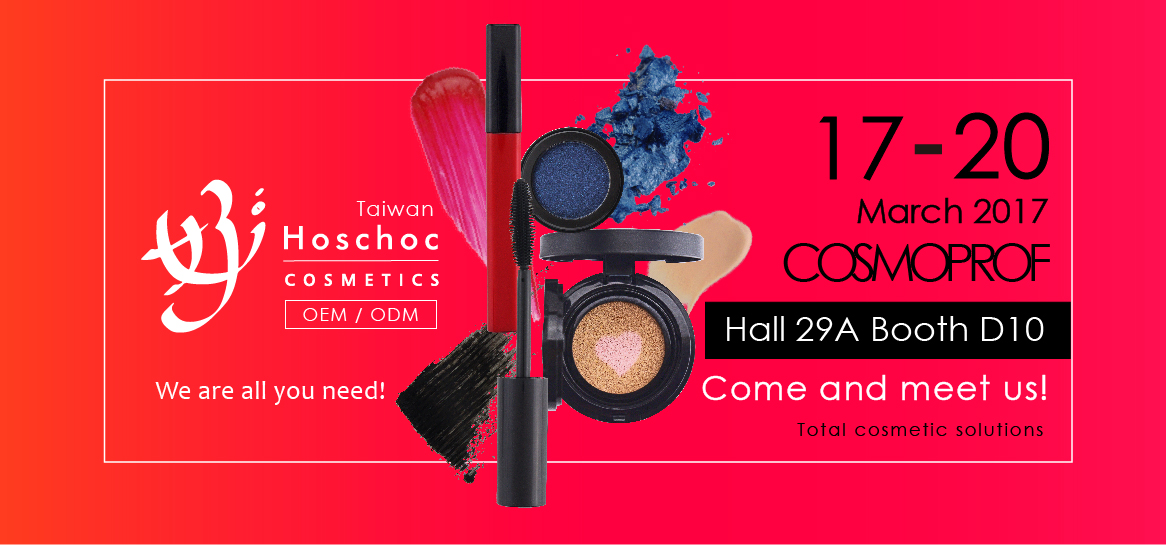 Taiwan
Hoschoc
COSMETICS
OEM / ODM
We are all you need!
17-20
March 2017
COSMOPROF
Hall 29A Booth D10
Come and meet us!
Total cosmetic solutions